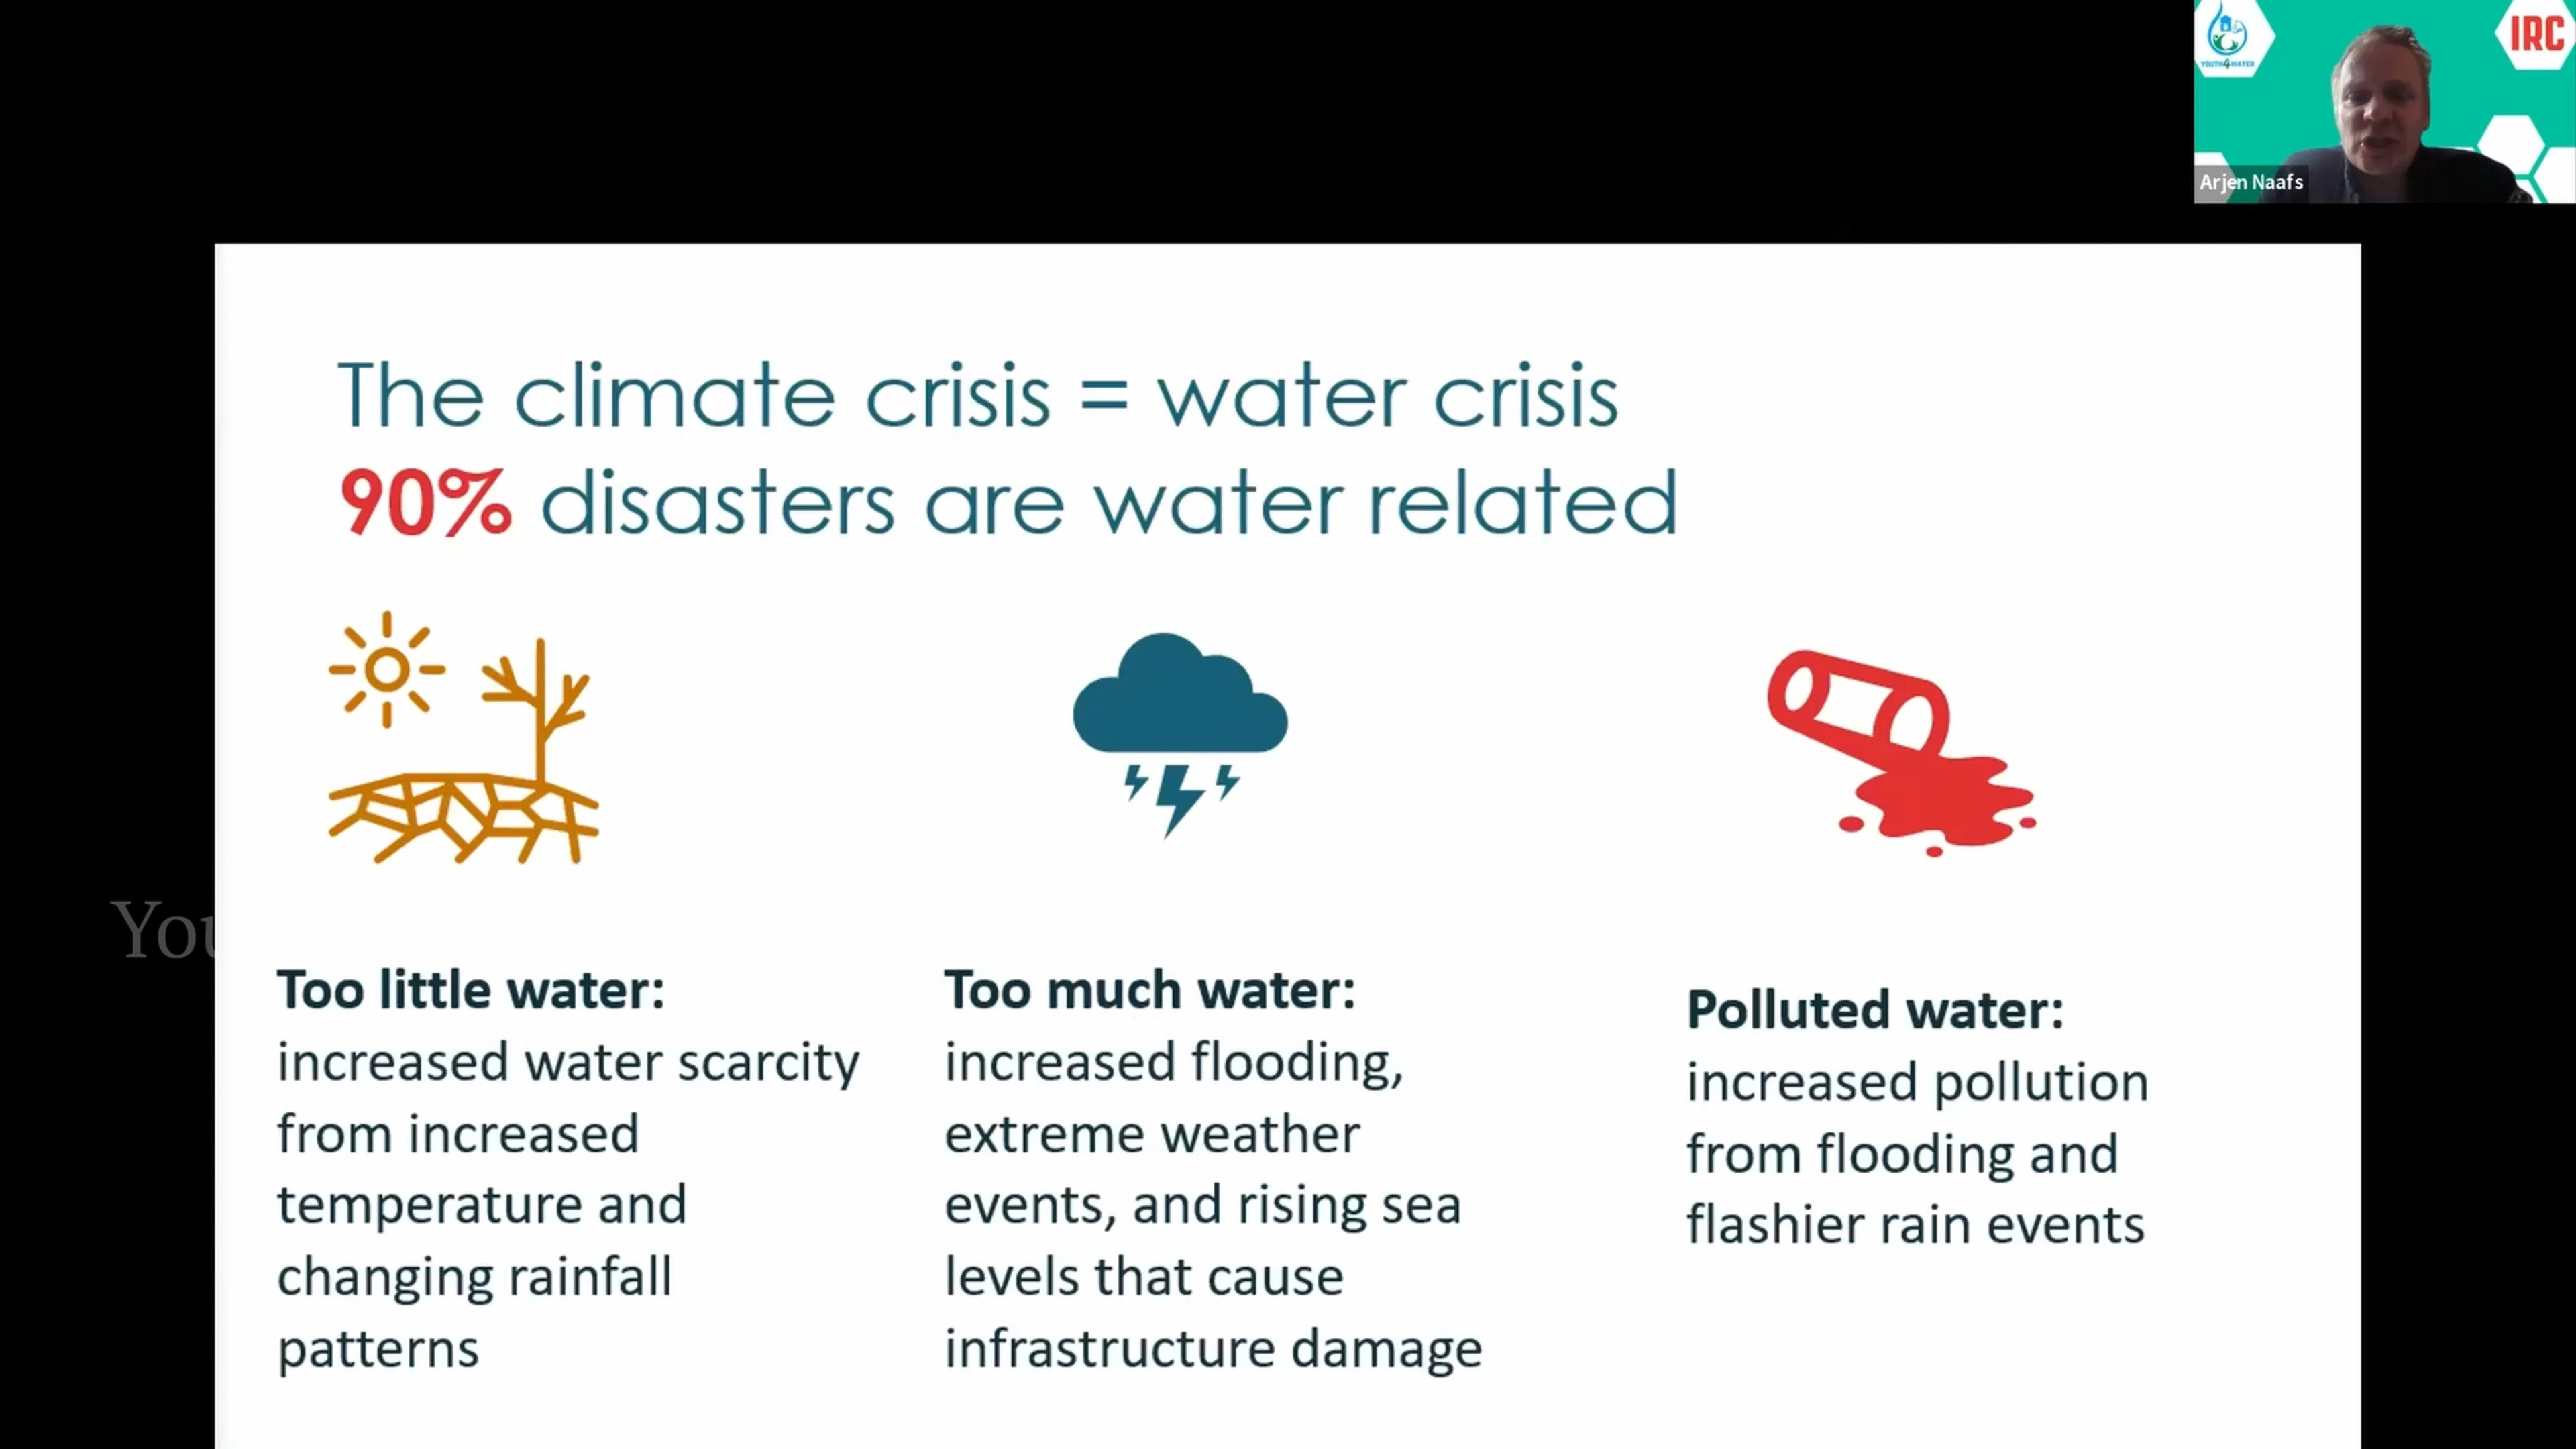 YOUTH4WATER
IRC
Arjen Naafs
The climate crisis = water crisis
90% disasters are water related
Too little water:
increased water scarcity
from increased
temperature and
changing rainfall
patterns
Too much water:
increased flooding,
extreme weather
events, and rising sea
levels that cause
infrastructure damage
Polluted water:
increased pollution
from flooding and
flashier rain events